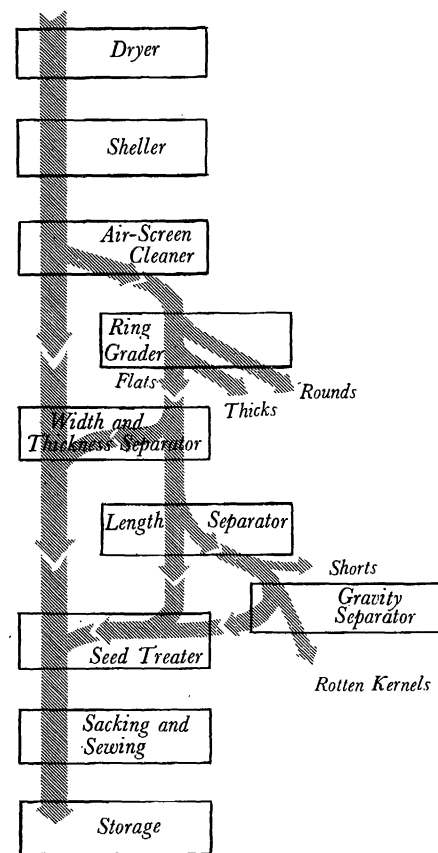 Dryer
Sheller
Air-Screen
Cleaner
Ring
Grader
Flats
Thicks
Rounds
Width and
Thickness Separator
Length Separator
Shorts
Gravity
Separator
Seed Treater
Rotten Kernels
Sacking and
Sewing
Storage